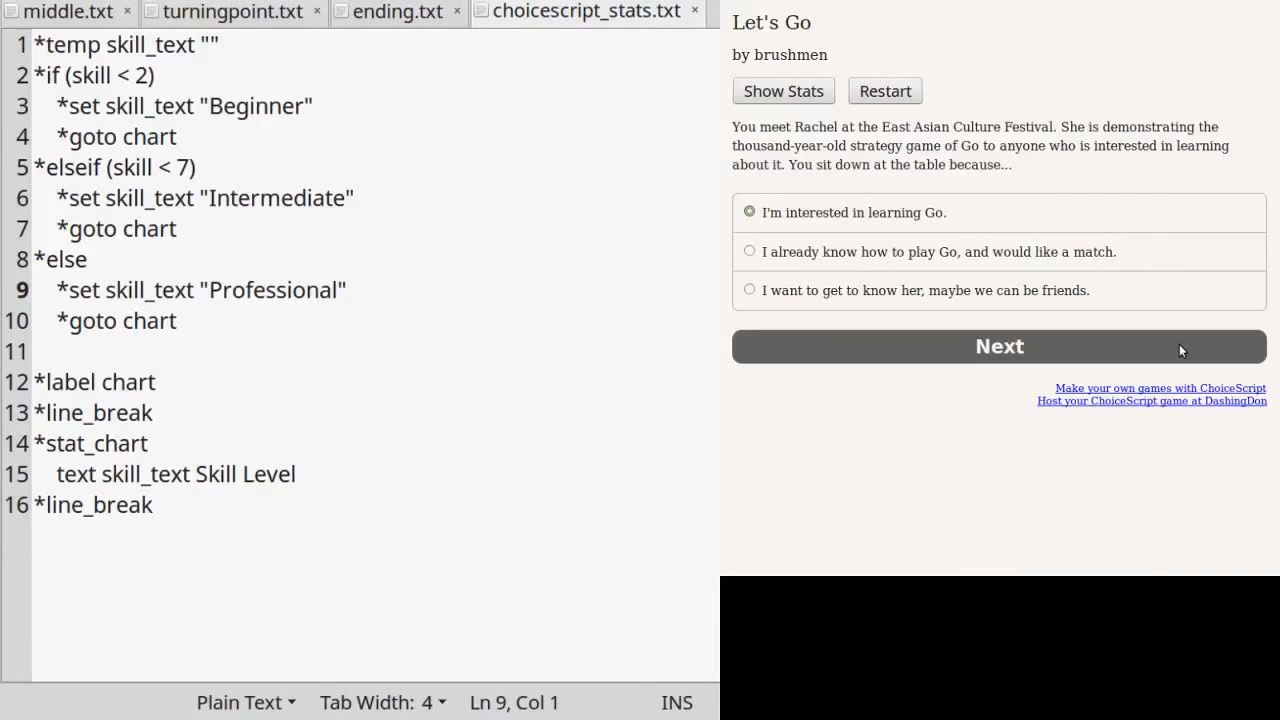 middle.txt × turningpoint.txt × ending.txt × choicescript_stats.txt ×
1 *temp skill_text ""
2 *if (skill < 2)
3 *set skill_text "Beginner"
4 *goto chart
5 *elseif (skill < 7)
6 *set skill_text "Intermediate"
7 *goto chart
8 *else
9 *set skill_text "Professional"
10 *goto chart
11
12 *label chart
13 *line_break
14 *stat_chart
15 text skill_text Skill Level
16 *line_break
Plain Text Tab Width: 4 Ln 9, Col 1 INS
Let's Go
by brushmen
Show Stats Restart
You meet Rachel at the East Asian Culture Festival. She is demonstrating the
thousand-year-old strategy game of Go to anyone who is interested in learning
about it. You sit down at the table because...
I'm interested in learning Go.
I already know how to play Go, and would like a match.
I want to get to know her, maybe we can be friends.
Next
Make your own games with ChoiceScript
Host your ChoiceScript game at DashingDon